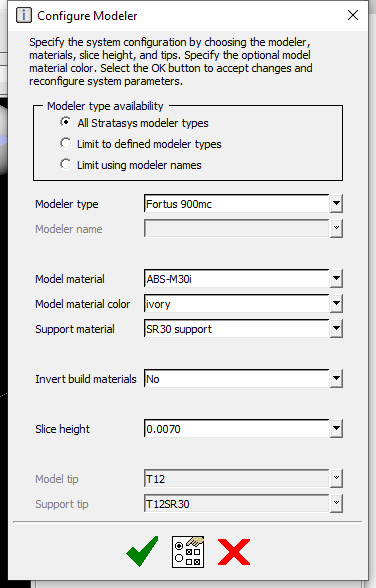 Configure Modeler
Specify the system configuration by choosing the modeler,
materials, slice height, and tips. Specify the optional model
material color. Select the OK button to accept changes and
reconfigure system parameters.
Modeler type availability
All Stratasys modeler types
Limit to defined modeler types
Limit using modeler names
Modeler type Fortus 900mc
Modeler name
Model material ABS-M30i
Model material color ivory
Support material SR30 support
Invert build materials No
Slice height 0.0070
Model tip T12
Support tip T12SR30